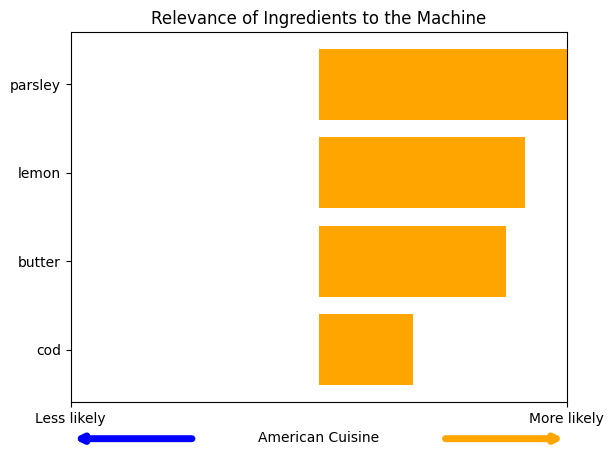 Relevance of Ingredients to the Machine
parsley
lemon
butter
cod
Less likely
More likely
American Cuisine